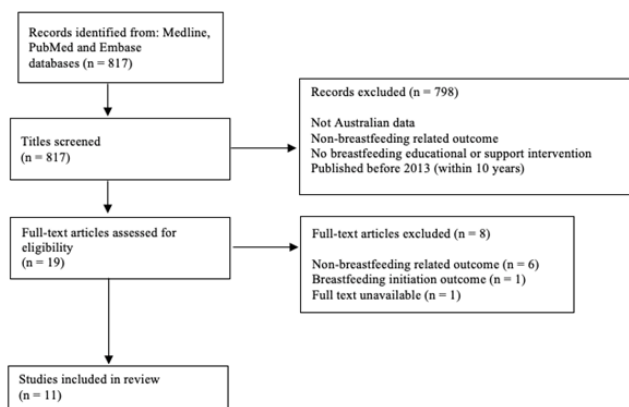 Records identified from: Medline,
PubMed and Embase
databases (n = 817)
Records excluded (n = 798)
Not Australian data
Non-breastfeeding related outcome
No breastfeeding educational or support intervention
Published before 2013 (within 10 years)
Titles screened
(n = 817)
Full-text articles assessed for
eligibility
(n = 19)
Full-text articles excluded (n = 8)
Non-breastfeeding related outcome (n = 6)
Breastfeeding initiation outcome (n = 1)
Full text unavailable (n = 1)
Studies included in review
(n = 11)